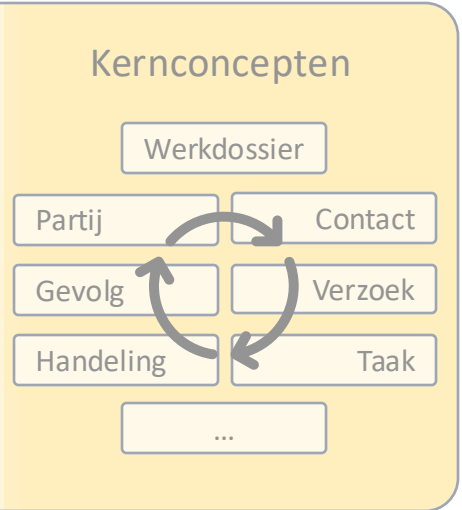 Kernconcepten
Werkdossier
Partij Contact
Gevolg Verzoek
Handeling Taak
...